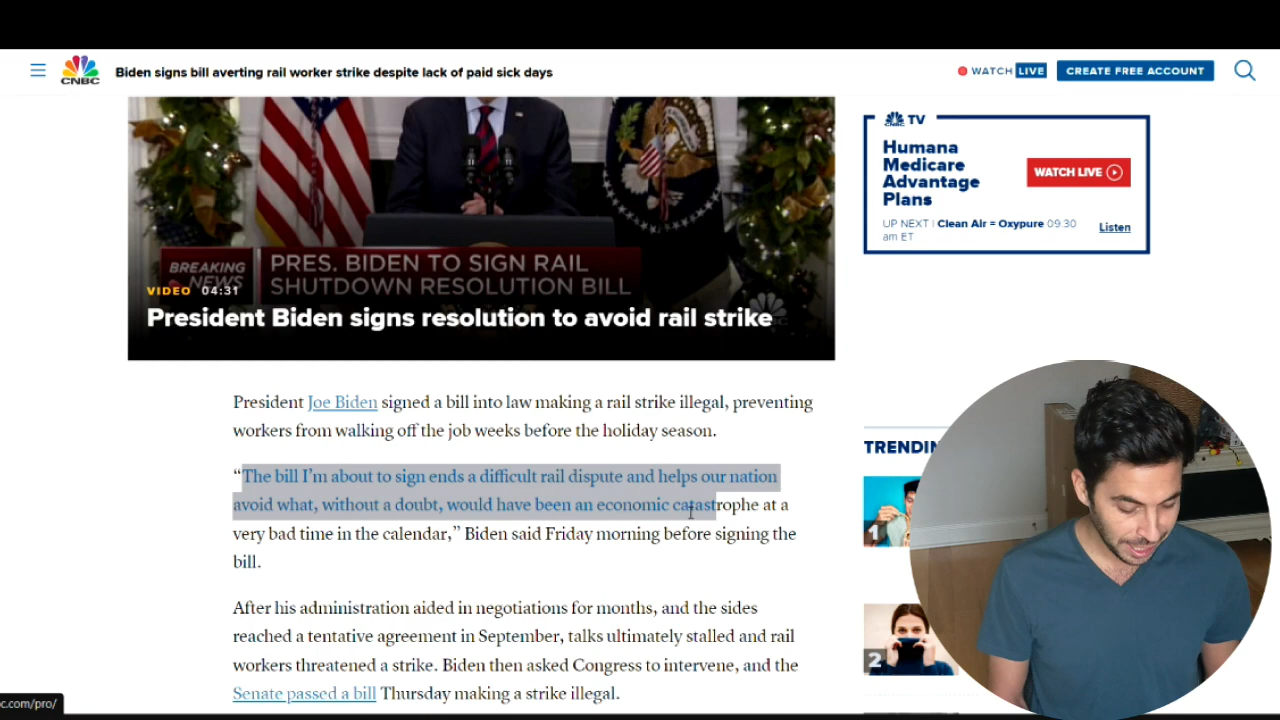 CNBC
Biden signs bill averting rail worker strike despite lack of paid sick days
WATCH LIVE
CREATE FREE ACCOUNT
BREAKING
NEWS
PRES. BIDEN TO SIGN RAIL
SHUTDOWN RESOLUTION BILL
VIDEO 04:31
President Biden signs resolution to avoid rail strike
CNBC TV
Humana
Medicare
Advantage
Plans
WATCH LIVE
UP NEXT | Clean Air = Oxypure 09:30
am ET
Listen
President Joe Biden signed a bill into law making a rail strike illegal, preventing
workers from walking off the job weeks before the holiday season.
“The bill I’m about to sign ends a difficult rail dispute and helps our nation
avoid what, without a doubt, would have been an economic catastrophe at a
very bad time in the calendar,” Biden said Friday morning before signing the
bill.
After his administration aided in negotiations for months, and the sides
reached a tentative agreement in September, talks ultimately stalled and rail
workers threatened a strike. Biden then asked Congress to intervene, and the
Senate passed a bill Thursday making a strike illegal.
TRENDIN
1
2
c.com/pro/